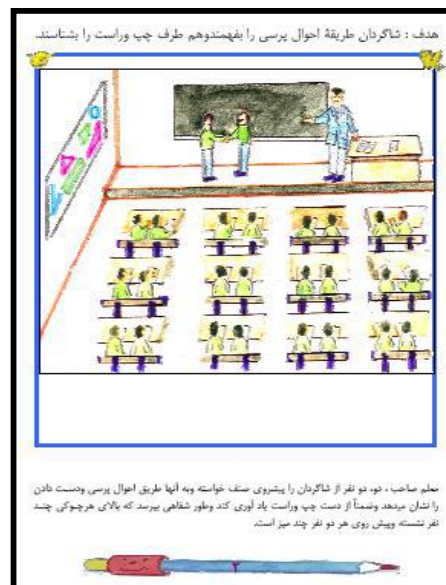 هدف : شاگردان طریقهٔ احوال پرسی را بفهمندوهم طرف چپ وراست را بشناسند.
معلم صاحب ، دو، دو نفر از شاگردان را پیشروی صنف خواسته وبه آنها طریق احوال پرسی ودست دادن
را نشان میدهد وضمناً از دست چپ وراست یاد آوری کند وطور شفاهی بپرسد که بالای هرچوکی چند
نفر نشسته وپیش روی هر دو نفر چند میز است.
۲